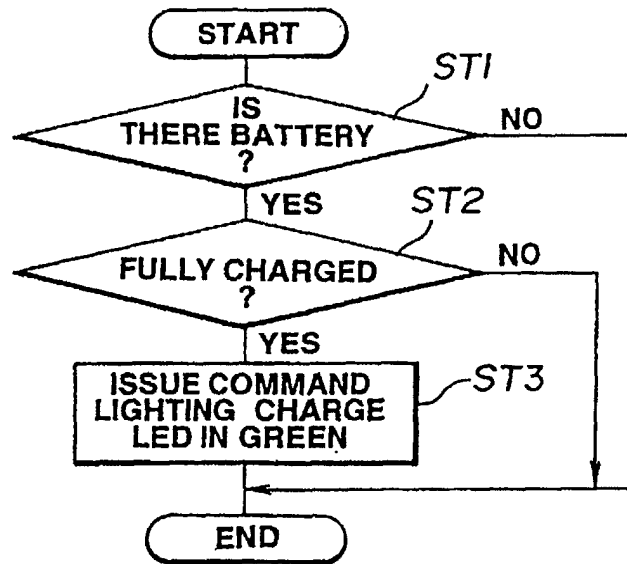 START
ST1
IS
THERE BATTERY
?
NO
YES
ST2
FULLY CHARGED
?
NO
YES
ISSUE COMMAND
LIGHTING CHARGE
LED IN GREEN
ST3
END